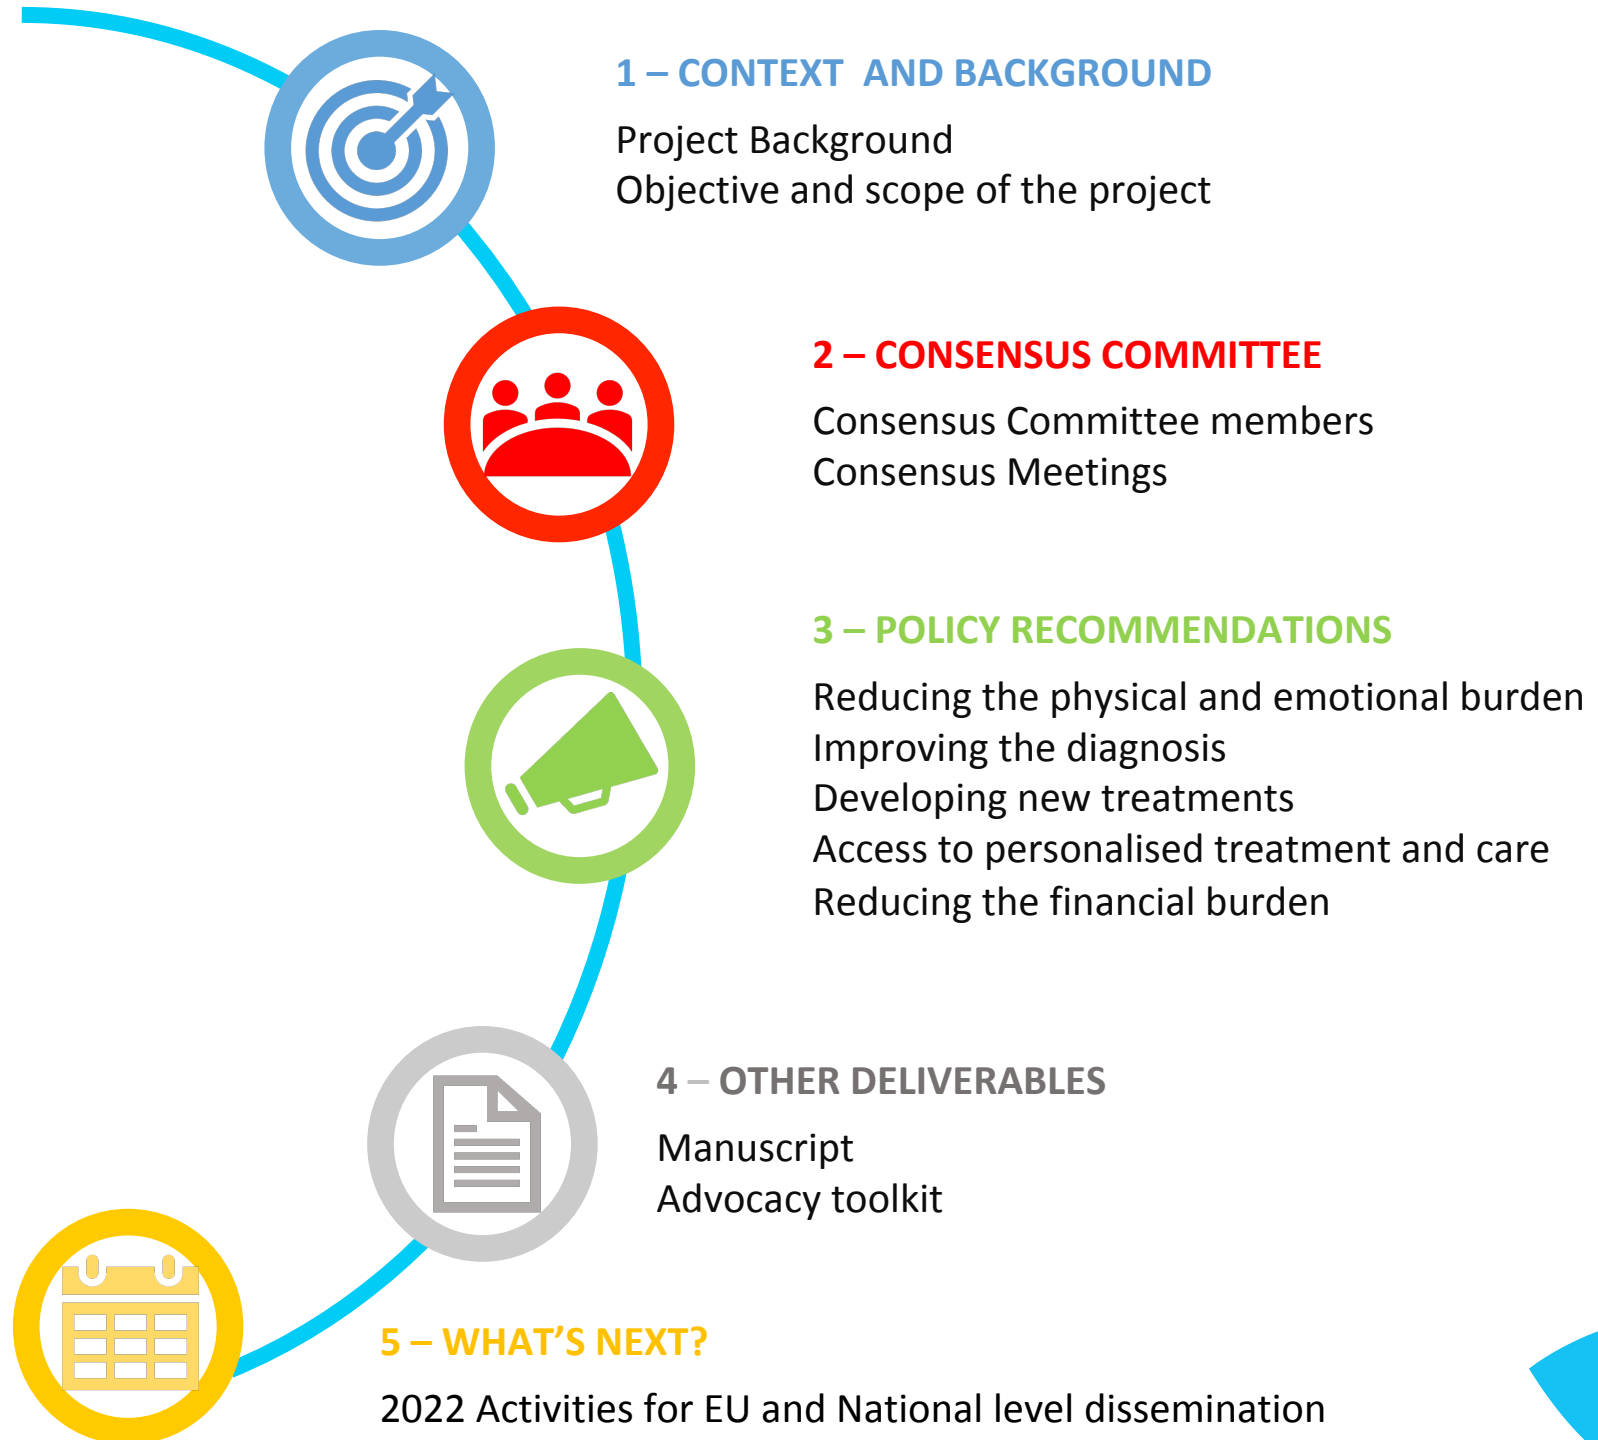 1 – CONTEXT AND BACKGROUND
Project Background
Objective and scope of the project
2 – CONSENSUS COMMITTEE
Consensus Committee members
Consensus Meetings
3 – POLICY RECOMMENDATIONS
Reducing the physical and emotional burden
Improving the diagnosis
Developing new treatments
Access to personalised treatment and care
Reducing the financial burden
4 – OTHER DELIVERABLES
Manuscript
Advocacy toolkit
5 – WHAT’S NEXT?
2022 Activities for EU and National level dissemination